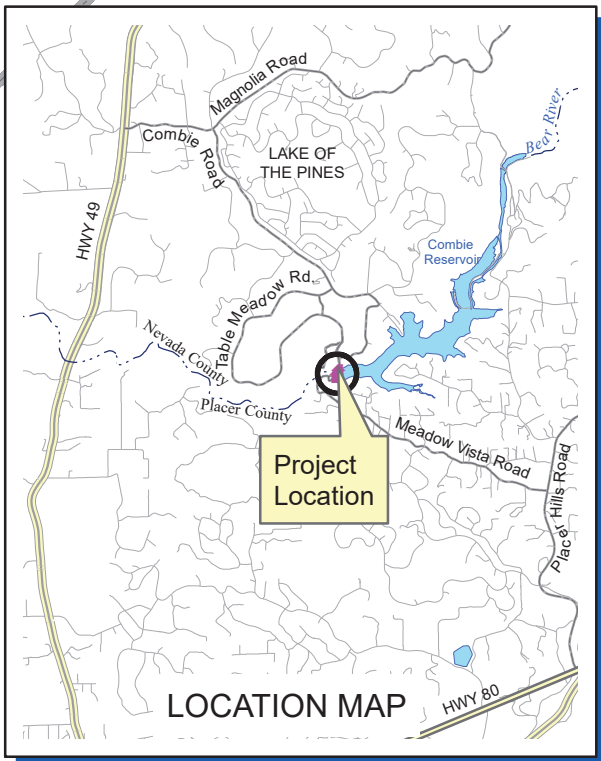 Magnolia Road
Combie Road
LAKE OF
THE PINES
Bear River
HWY 49
Combie
Reservoir
Table Meadow Rd.
Nevada County
Placer County
Project
Location
Meadow Vista Road
Placer Hills Road
LOCATION MAP
HWY 80